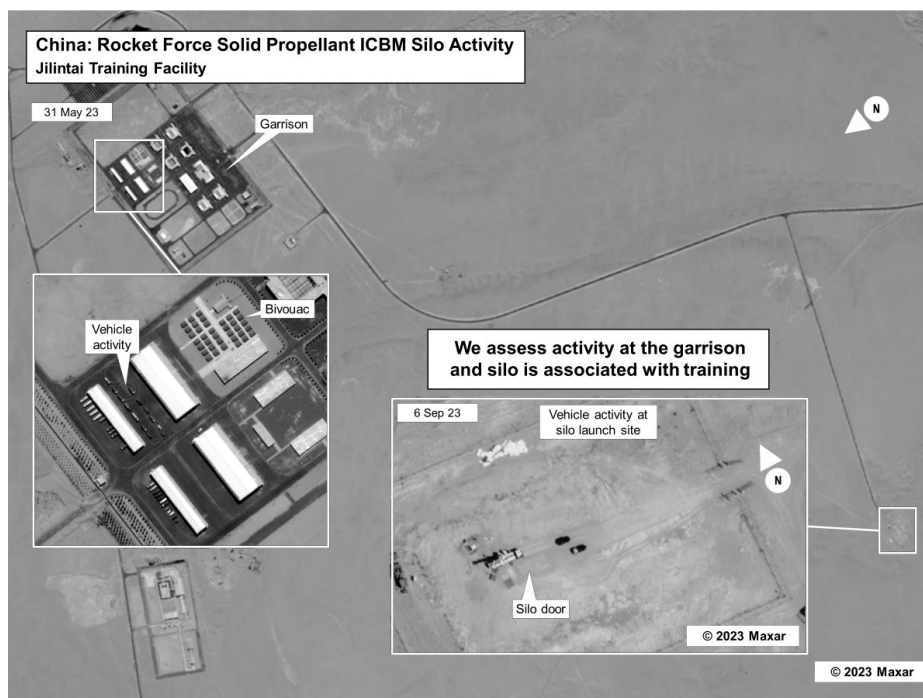 China: Rocket Force Solid Propellant ICBM Silo Activity
Jilintai Training Facility
31 May 23
Garrison
N
Bivouac
Vehicle
activity
We assess activity at the garrison
and silo is associated with training
6 Sep 23
Vehicle activity at
silo launch site
N
Silo door
© 2023 Maxar
© 2023 Maxar